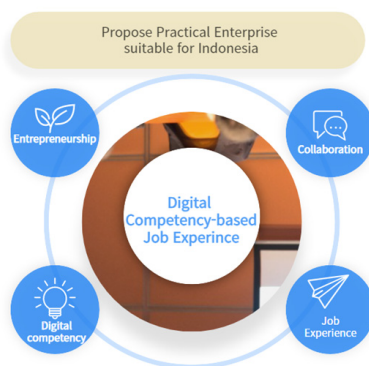 Propose Practical Enterprise
suitable for Indonesia
Entrepreneurship
Collaboration
Digital
Competency-based
Job Experince
Digital
competency
Job
Experience